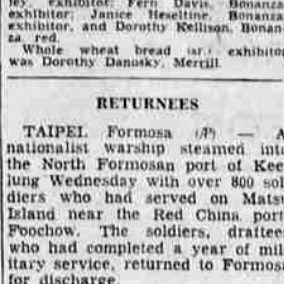 ley, exhibitor; Fern Davis, Bonanza
exhibitor; Janice Heseltine, Bonanza
exhibitor, and Dorothy Kellison, Bonan-
za, red.
Whole wheat bread (sr.) exhibitor
was Dorothy Danosky, Merrill.
RETURNEES
TAIPEI, Formosa (AP) — A
nationalist warship steamed into
the North Formosan port of Kee-
lung Wednesday with over 800 sol-
diers who had served on Matsu
Island near the Red China port
Foochow. The soldiers, draftees
who had completed a year of mil-
itary service, returned to Formosa
for discharge.